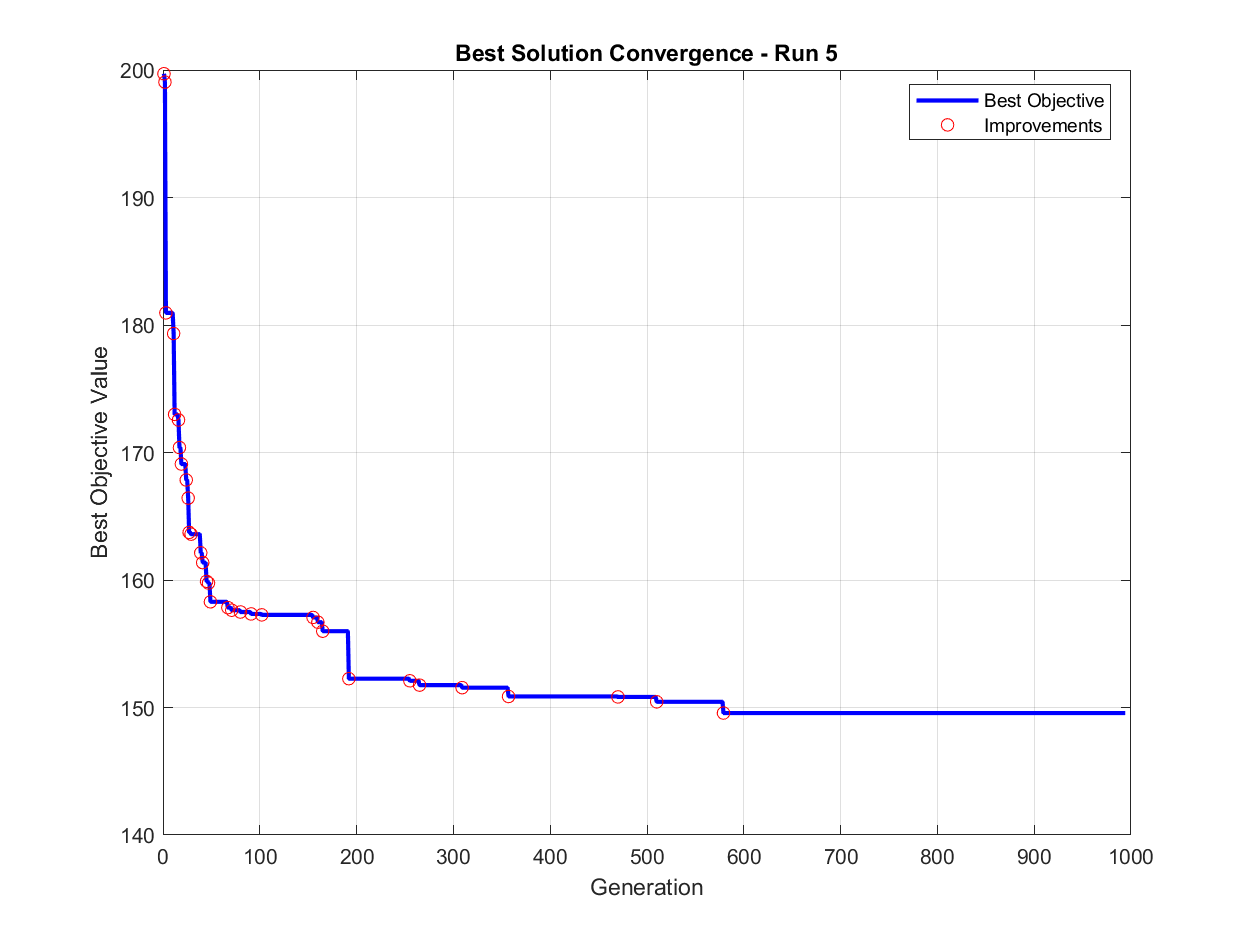 Best Solution Convergence - Run 5
Best Objective
Improvements
200
190
180
170
160
150
140
Best Objective Value
0 100 200 300 400 500 600 700 800 900 1000
Generation